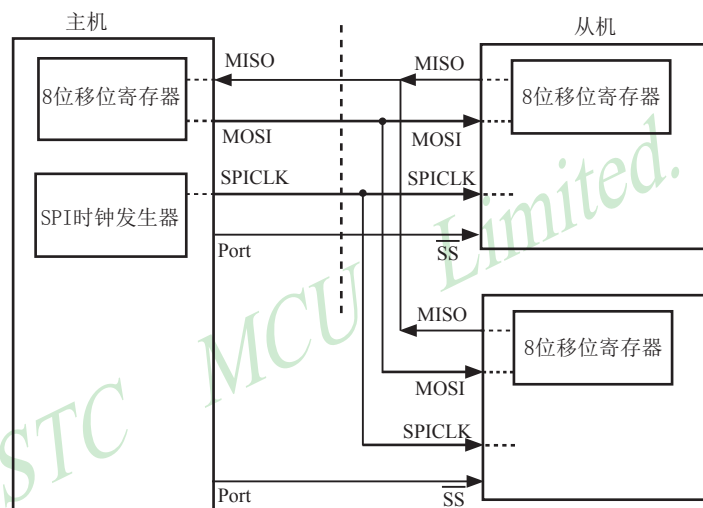 主机
从机
MISO
MISO
8位移位寄存器
8位移位寄存器
MOSI
MOSI
SPICLK
SPICLK
SPI时钟发生器
Port
SS
MISO
8位移位寄存器
MOSI
SPICLK
Port
SS
STC MCU Limited.